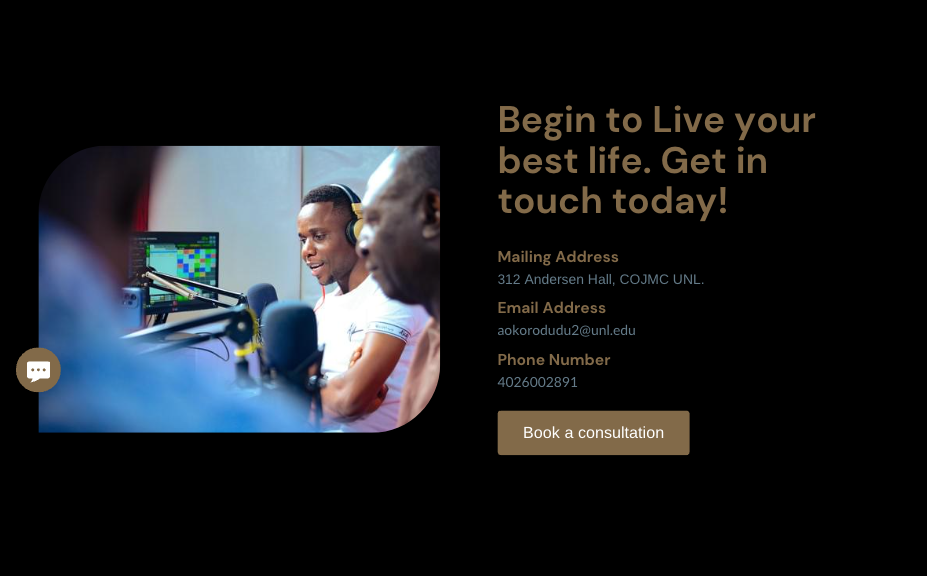 Begin to Live your
best life. Get in
touch today!
Mailing Address
312 Andersen Hall, COJMC UNL.
Email Address
aokorodudu2@unl.edu
Phone Number
4026002891
Book a consultation